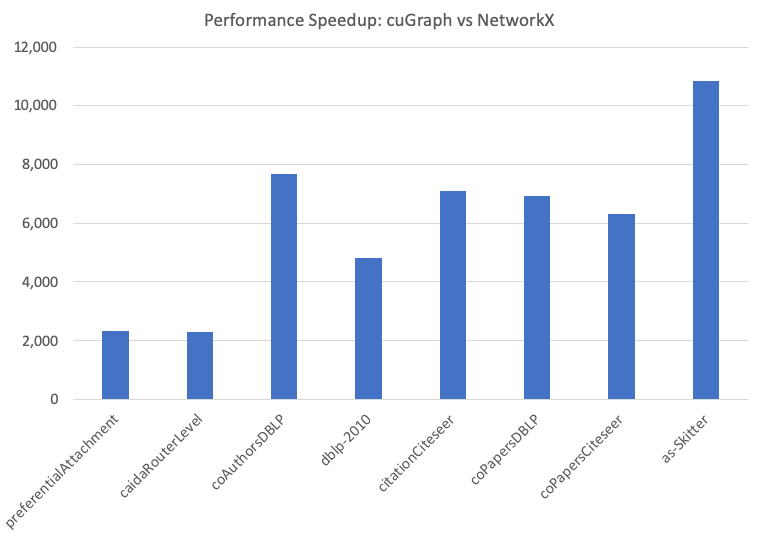 Performance Speedup: cuGraph vs NetworkX
12,000
10,000
8,000
6,000
4,000
2,000
0
preferentialAttachment
caidaRouterLevel
coAuthorsDBLP
dblp-2010
citationCiteseer
coPapersDBLP
coPapersCiteseer
as-Skitter